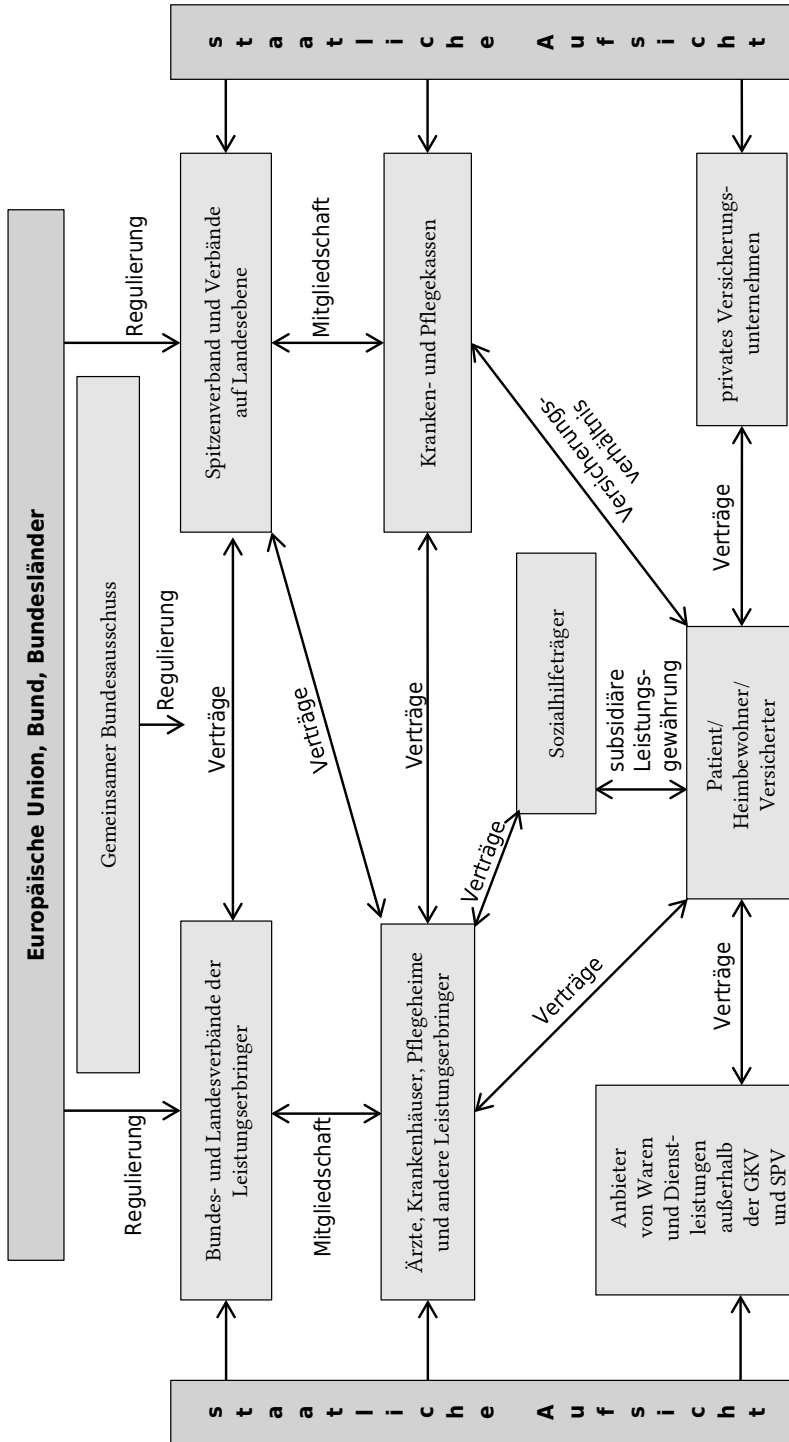 Europäische Union, Bund, Bundesländer
Gemeinsamer Bundesausschuss
Regulierung
Regulierung
Regulierung
staatliche Aufsicht
Bundes- und Landesverbände der
Leistungserbringer
Verträge
Spitzenverband und Verbände
auf Landesebene
staatliche Aufsicht
Mitgliedschaft
Verträge
Mitgliedschaft
Ärzte, Krankenhäuser, Pflegeheime
und andere Leistungserbringer
Verträge
Kranken- und Pflegekassen
Verträge
Sozialhilfeträger
Verträge
subsidiäre
Leistungs-
gewährung
Versicherungs-
verhältnis
Anbieter
von Waren
und Dienst-
leistungen
außerhalb
der GKV
und SPV
Verträge
Patient/
Heimbewohner/
Versicherter
Verträge
privates Versicherungs-
unternehmen